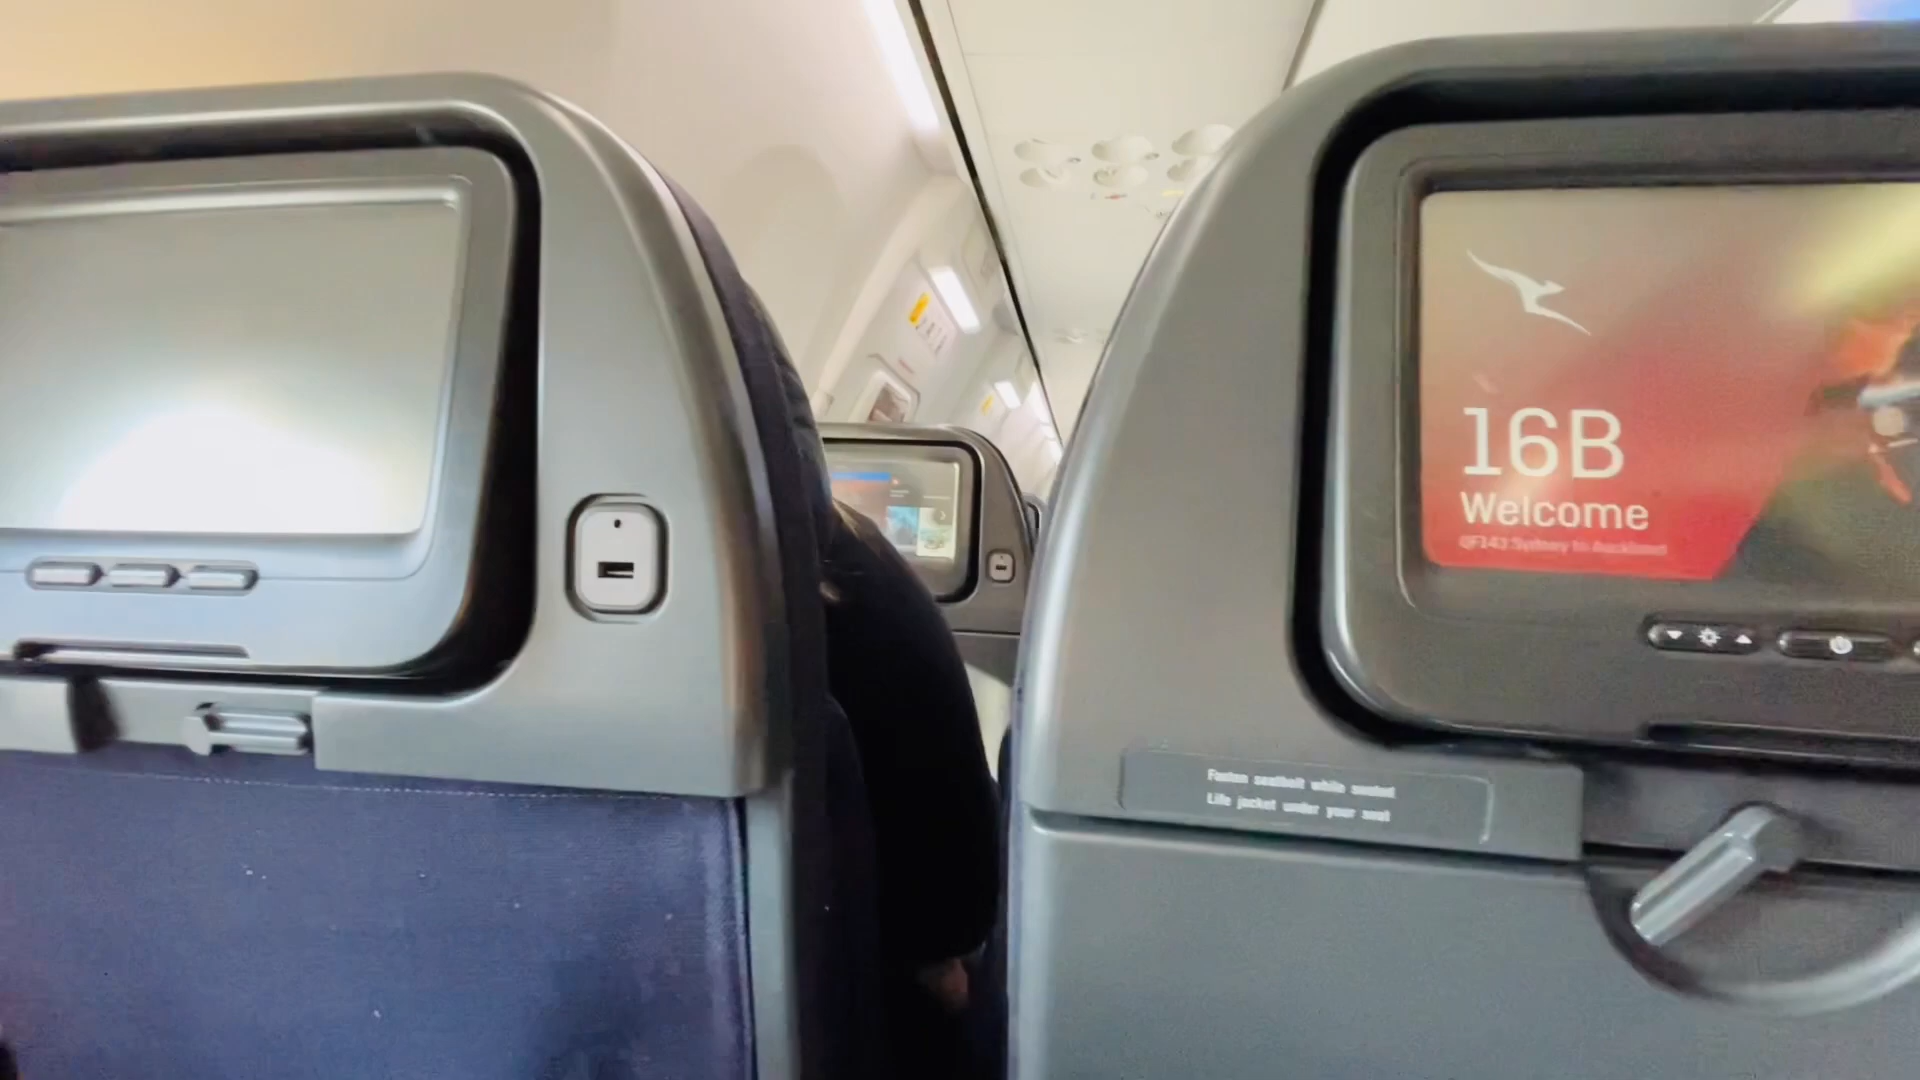 16B
Welcome
QF143 Sydney to Auckland
Fasten seatbelt while seated
Life jacket under your seat